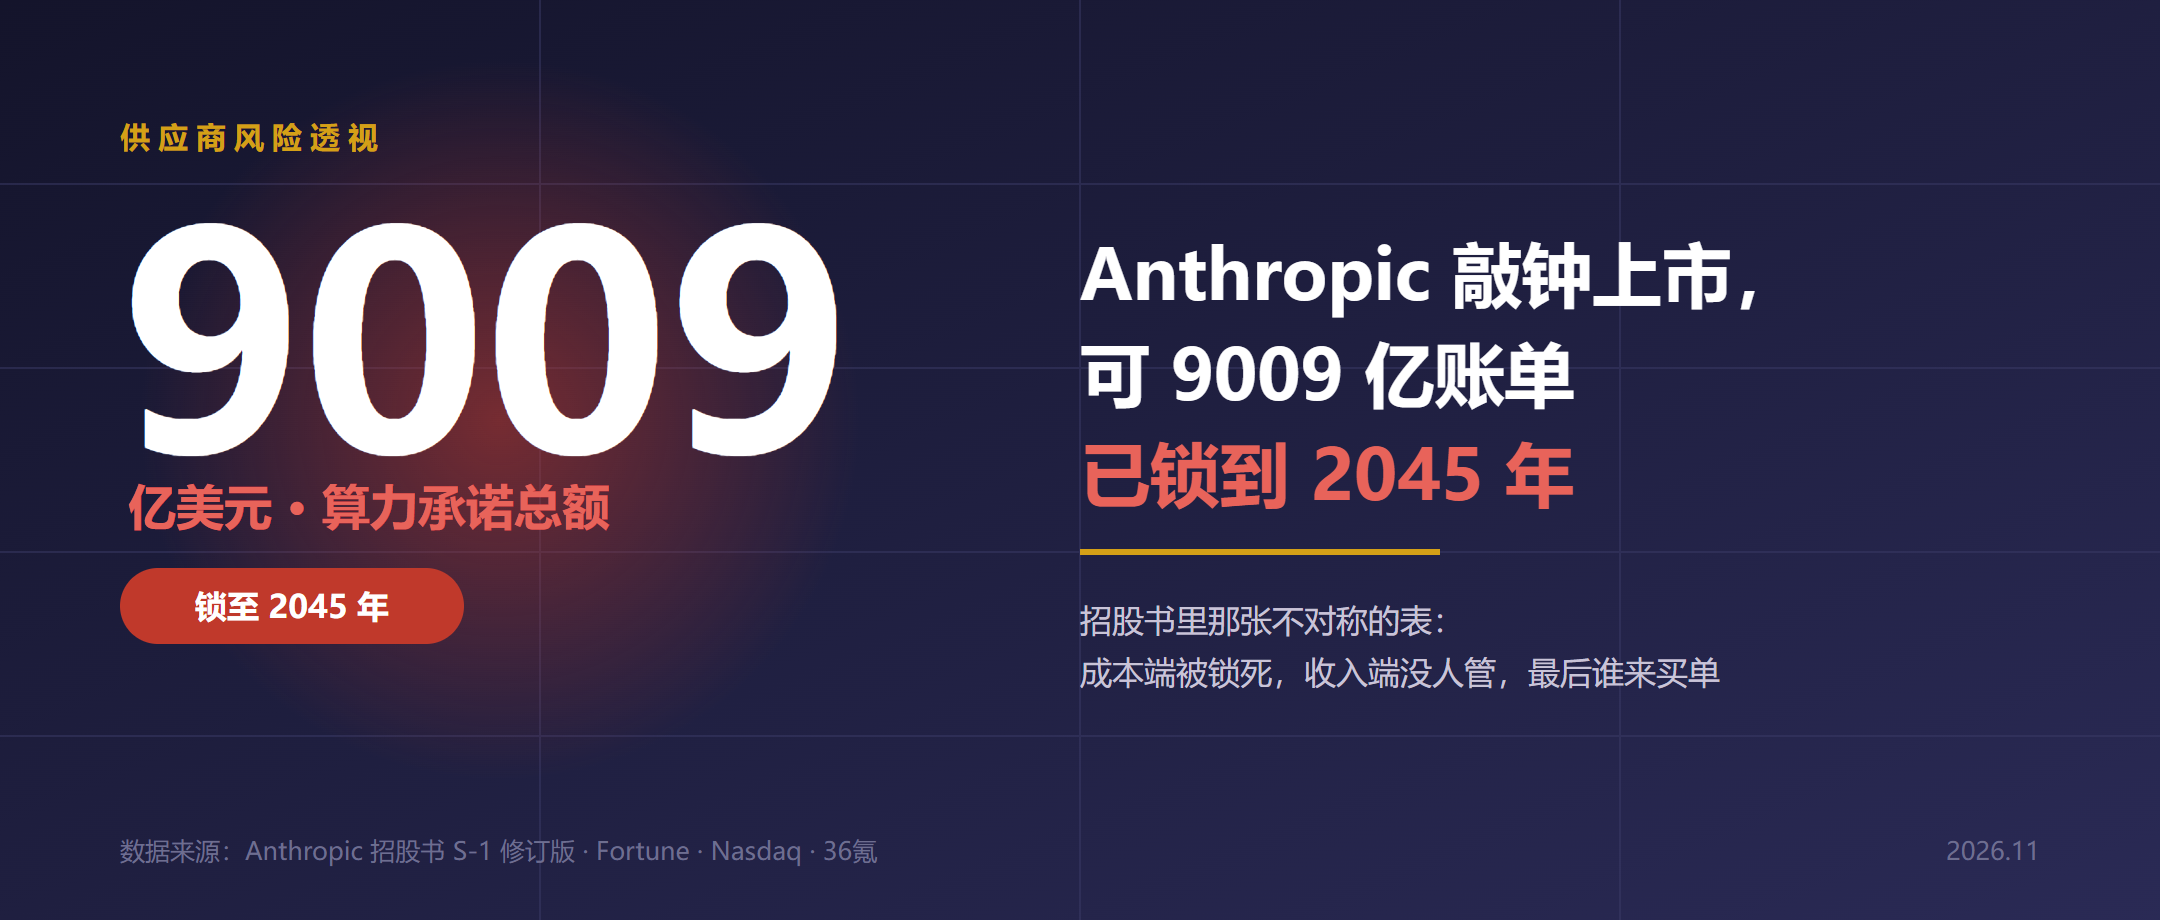 供应商风险透视
9009
亿美元·算力承诺总额
锁至 2045 年
Anthropic 敲钟上市，
可 9009 亿账单
已锁到 2045 年
招股书里那张不对称的表：
成本端被锁死，收入端没人管，最后谁来买单
数据来源：Anthropic 招股书 S-1 修订版 · Fortune · Nasdaq · 36氪
2026.11